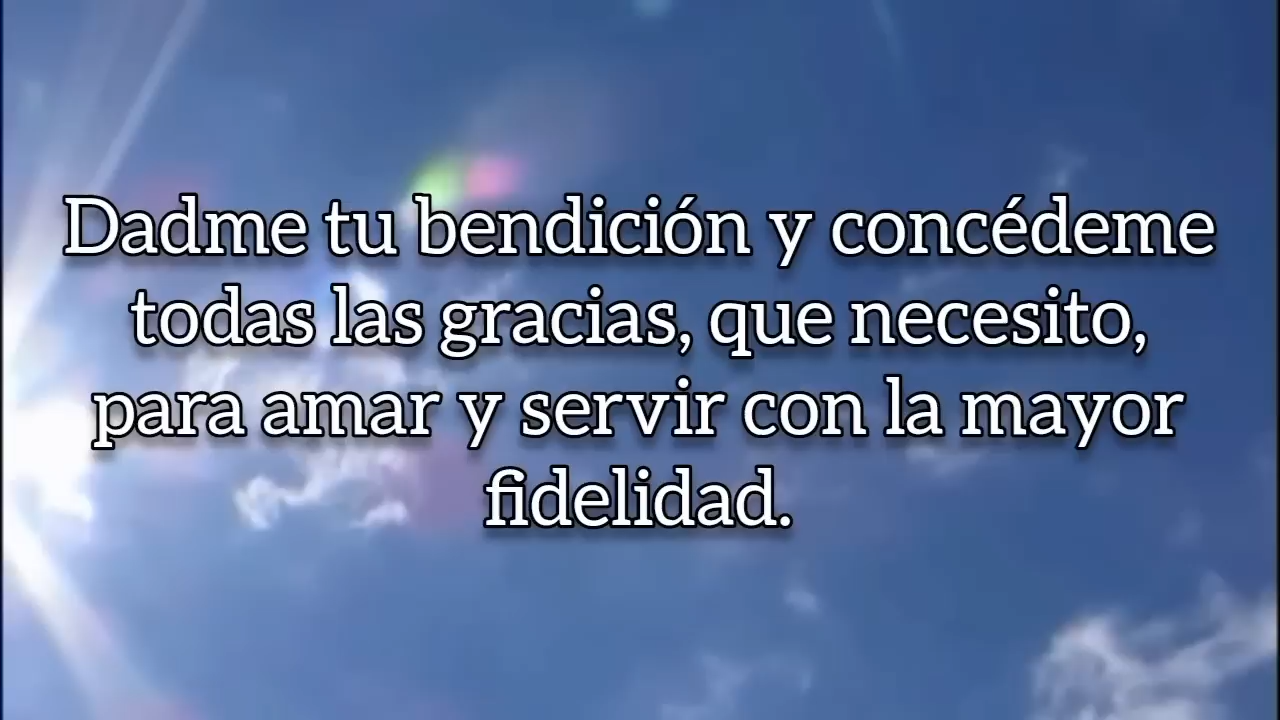 Dadme tu bendición y concédeme
todas las gracias, que necesito,
para amar y servir con la mayor
fidelidad.